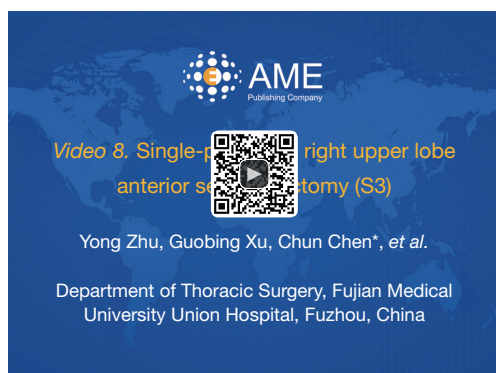 AME
Publishing Company
Video 8. Single-p right upper lobe
anterior se ctomy (S3)
Yong Zhu, Guobing Xu, Chun Chen*, et al.
Department of Thoracic Surgery, Fujian Medical
University Union Hospital, Fuzhou, China